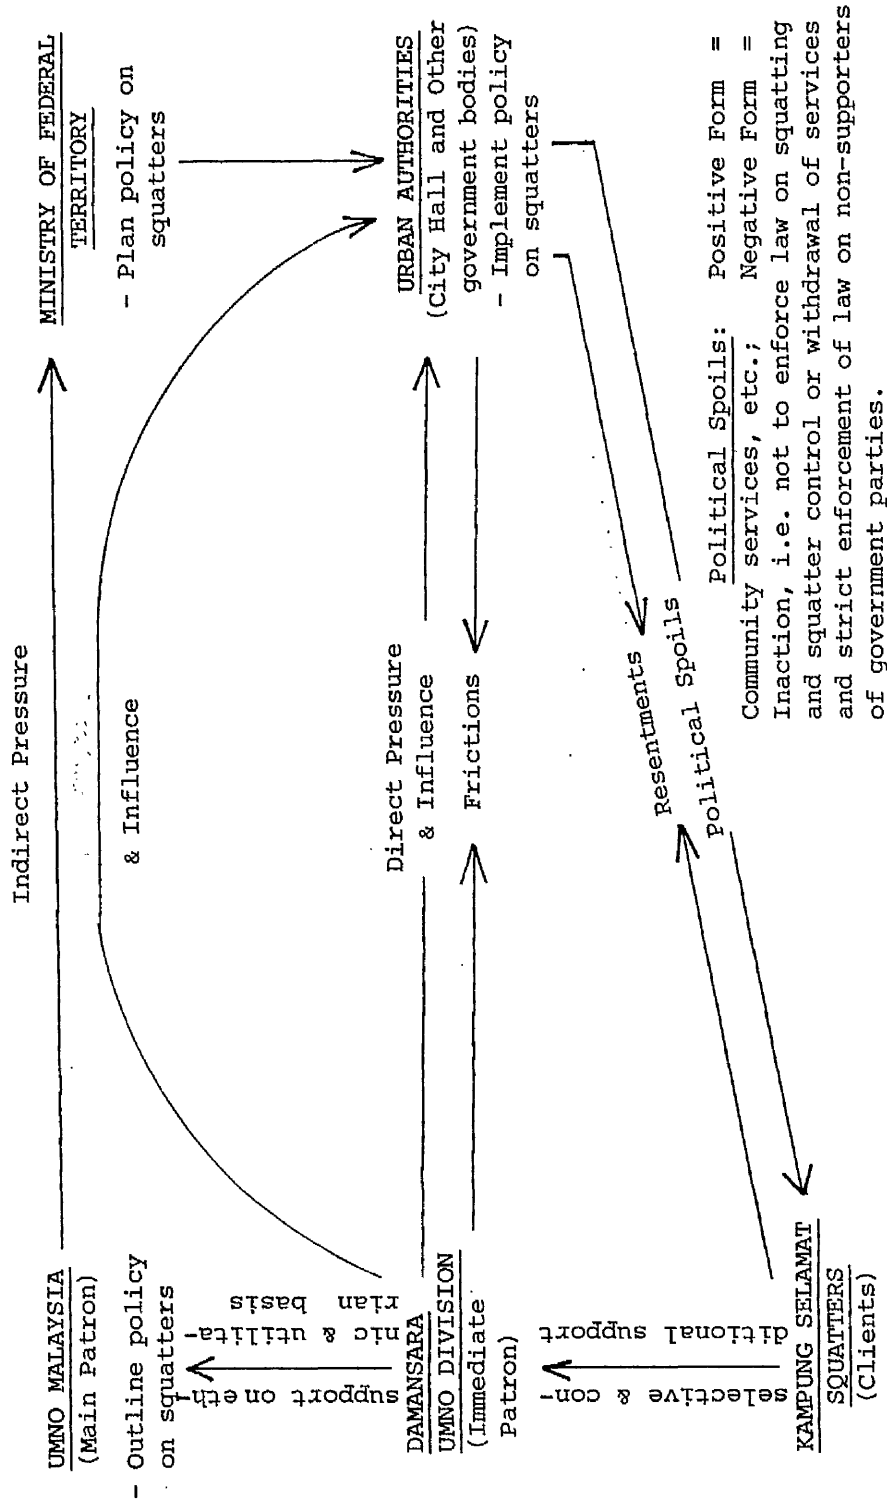 Indirect Pressure
& Influence
UMNO MALAYSIA
(Main Patron)
- Outline policy
on squatters
MINISTRY OF FEDERAL
TERRITORY
- Plan policy on
squatters
support on eth-
nic & utilita-
rian basis
DAMANSARA
UMNO DIVISION
(Immediate
Patron)
Direct Pressure
& Influence
Frictions
URBAN AUTHORITIES
(City Hall and Other
government bodies)
- Implement policy
on squatters
selective & con-
ditional support
Resentments
Political Spoils
KAMPUNG SELAMAT
SQUATTERS
(Clients)
Political Spoils: Positive Form =
Community services, etc.; Negative Form =
Inaction, i.e. not to enforce law on squatting
and squatter control or withdrawal of services
and strict enforcement of law on non-supporters
of government parties.